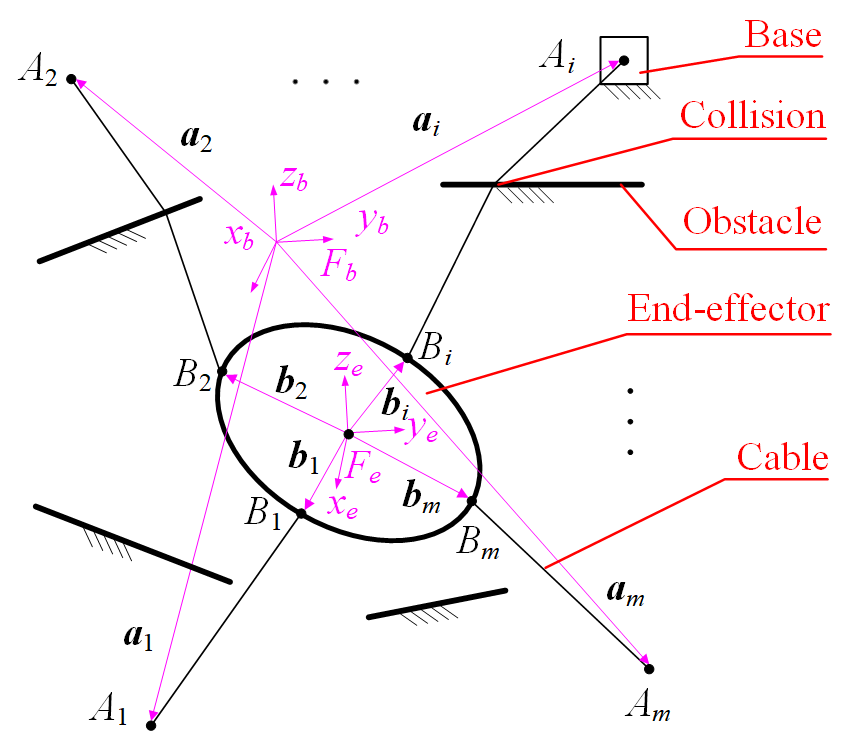 Base
A2
Ai
. . .
a2
ai
Collision
zb
xb
yb
Obstacle
Fb
End-effector
Bi
ze
B2
b2
bi
ye
b1
Fe
Cable
xe
bm
B1
Bm
am
a1
A1
Am